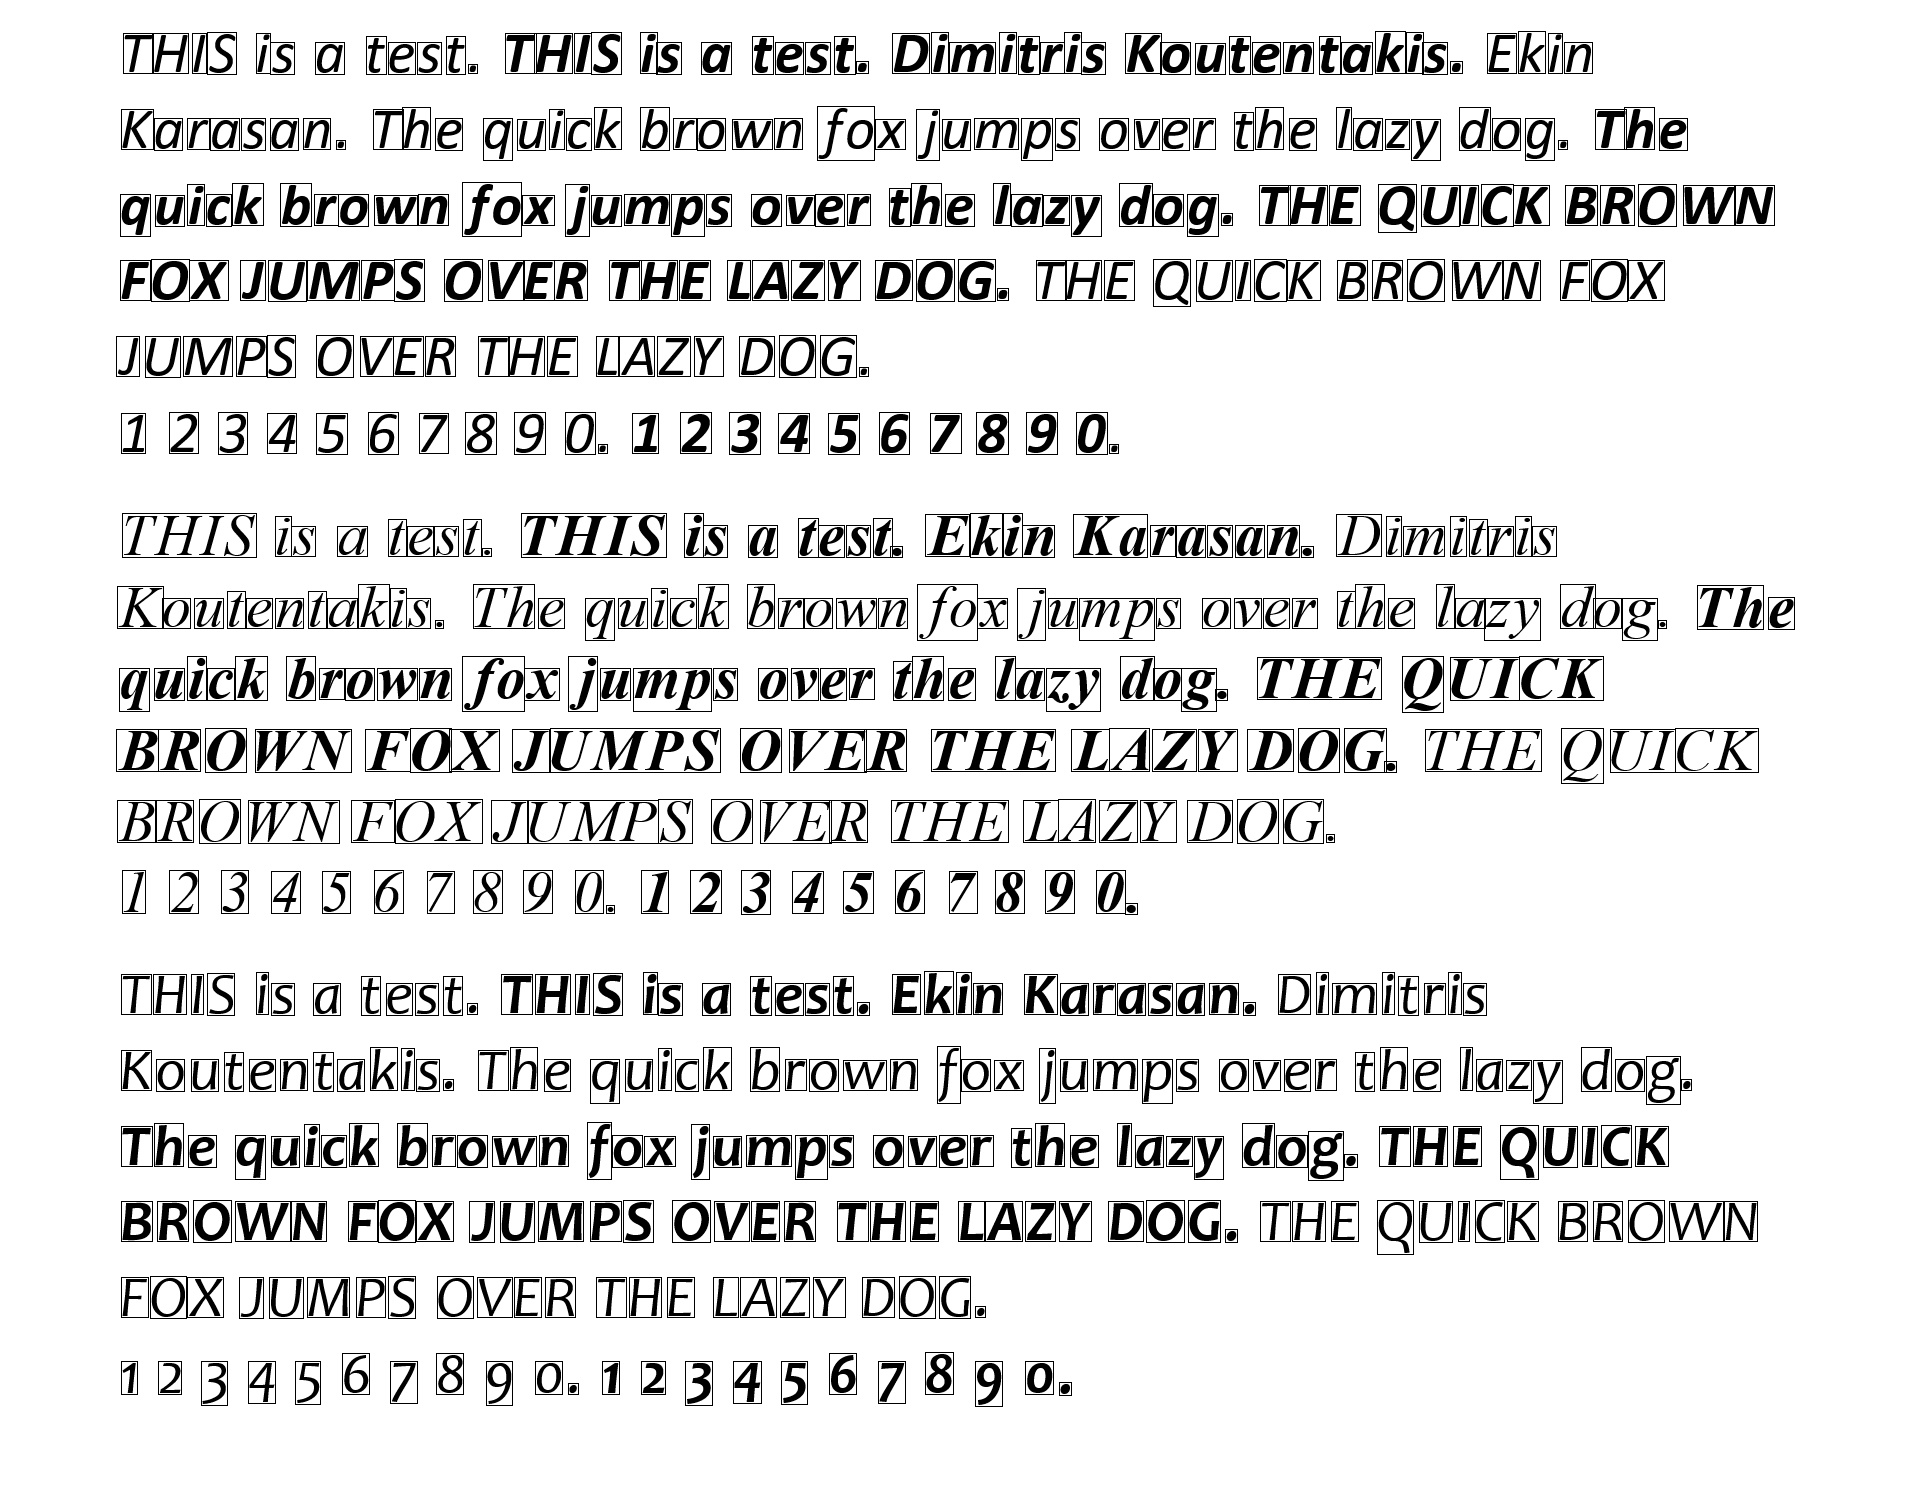 THIS is a test. THIS is a test. Dimitris Koutentakis. Ekin
Karasan. The quick brown fox jumps over the lazy dog. The
quick brown fox jumps over the lazy dog. THE QUICK BROWN
FOX JUMPS OVER THE LAZY DOG. THE QUICK BROWN FOX
JUMPS OVER THE LAZY DOG.
1 2 3 4 5 6 7 8 9 0. 1 2 3 4 5 6 7 8 9 0.
THIS is a test. THIS is a test. Ekin Karasan. Dimitris
Koutentakis. The quick brown fox jumps over the lazy dog. The
quick brown fox jumps over the lazy dog. THE QUICK
BROWN FOX JUMPS OVER THE LAZY DOG. THE QUICK
BROWN FOX JUMPS OVER THE LAZY DOG.
1 2 3 4 5 6 7 8 9 0. 1 2 3 4 5 6 7 8 9 0.
THIS is a test. THIS is a test. Ekin Karasan. Dimitris
Koutentakis. The quick brown fox jumps over the lazy dog.
The quick brown fox jumps over the lazy dog. THE QUICK
BROWN FOX JUMPS OVER THE LAZY DOG. THE QUICK BROWN
FOX JUMPS OVER THE LAZY DOG.
1 2 3 4 5 6 7 8 9 0. 1 2 3 4 5 6 7 8 9 0.